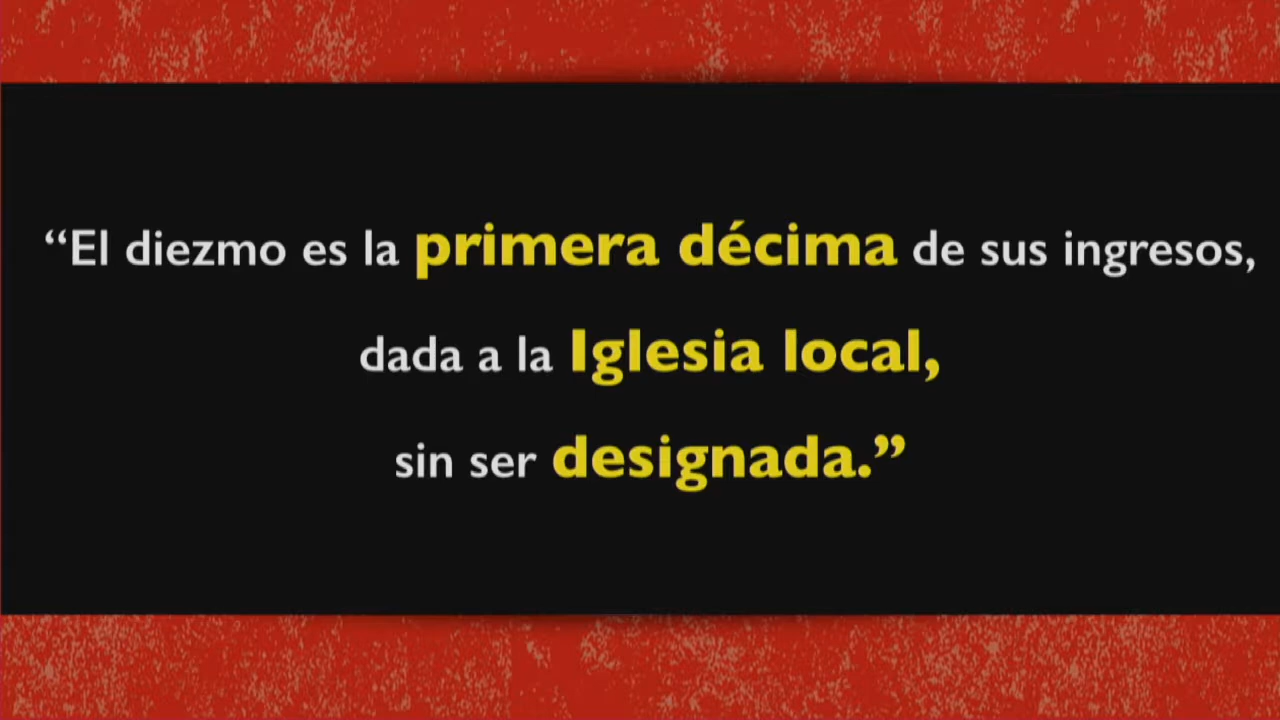 “El diezmo es la primera décima de sus ingresos,
dada a la Iglesia local,
sin ser designada.”